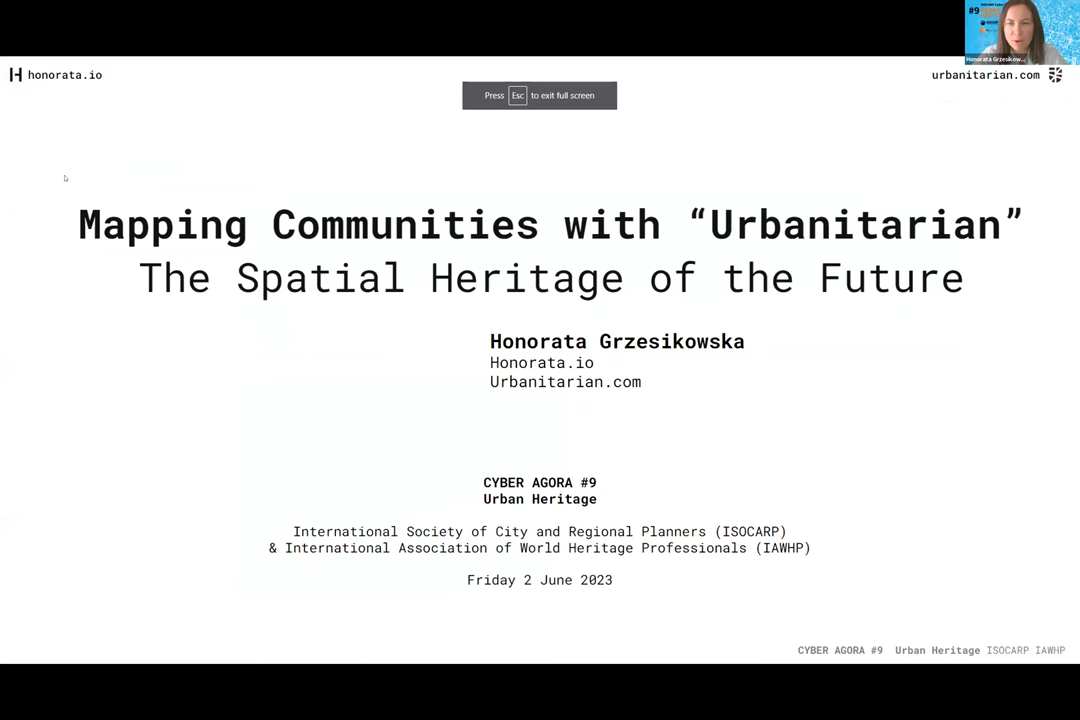 #9
Honorata Grzesikow...
honorata.io
urbanitarian.com
Press Esc to exit full screen
Mapping Communities with “Urbanitarian”
The Spatial Heritage of the Future
Honorata Grzesikowska
Honorata.io
Urbanitarian.com
CYBER AGORA #9
Urban Heritage
International Society of City and Regional Planners (ISOCARP)
& International Association of World Heritage Professionals (IAWHP)
Friday 2 June 2023
CYBER AGORA #9 Urban Heritage ISOCARP IAWHP